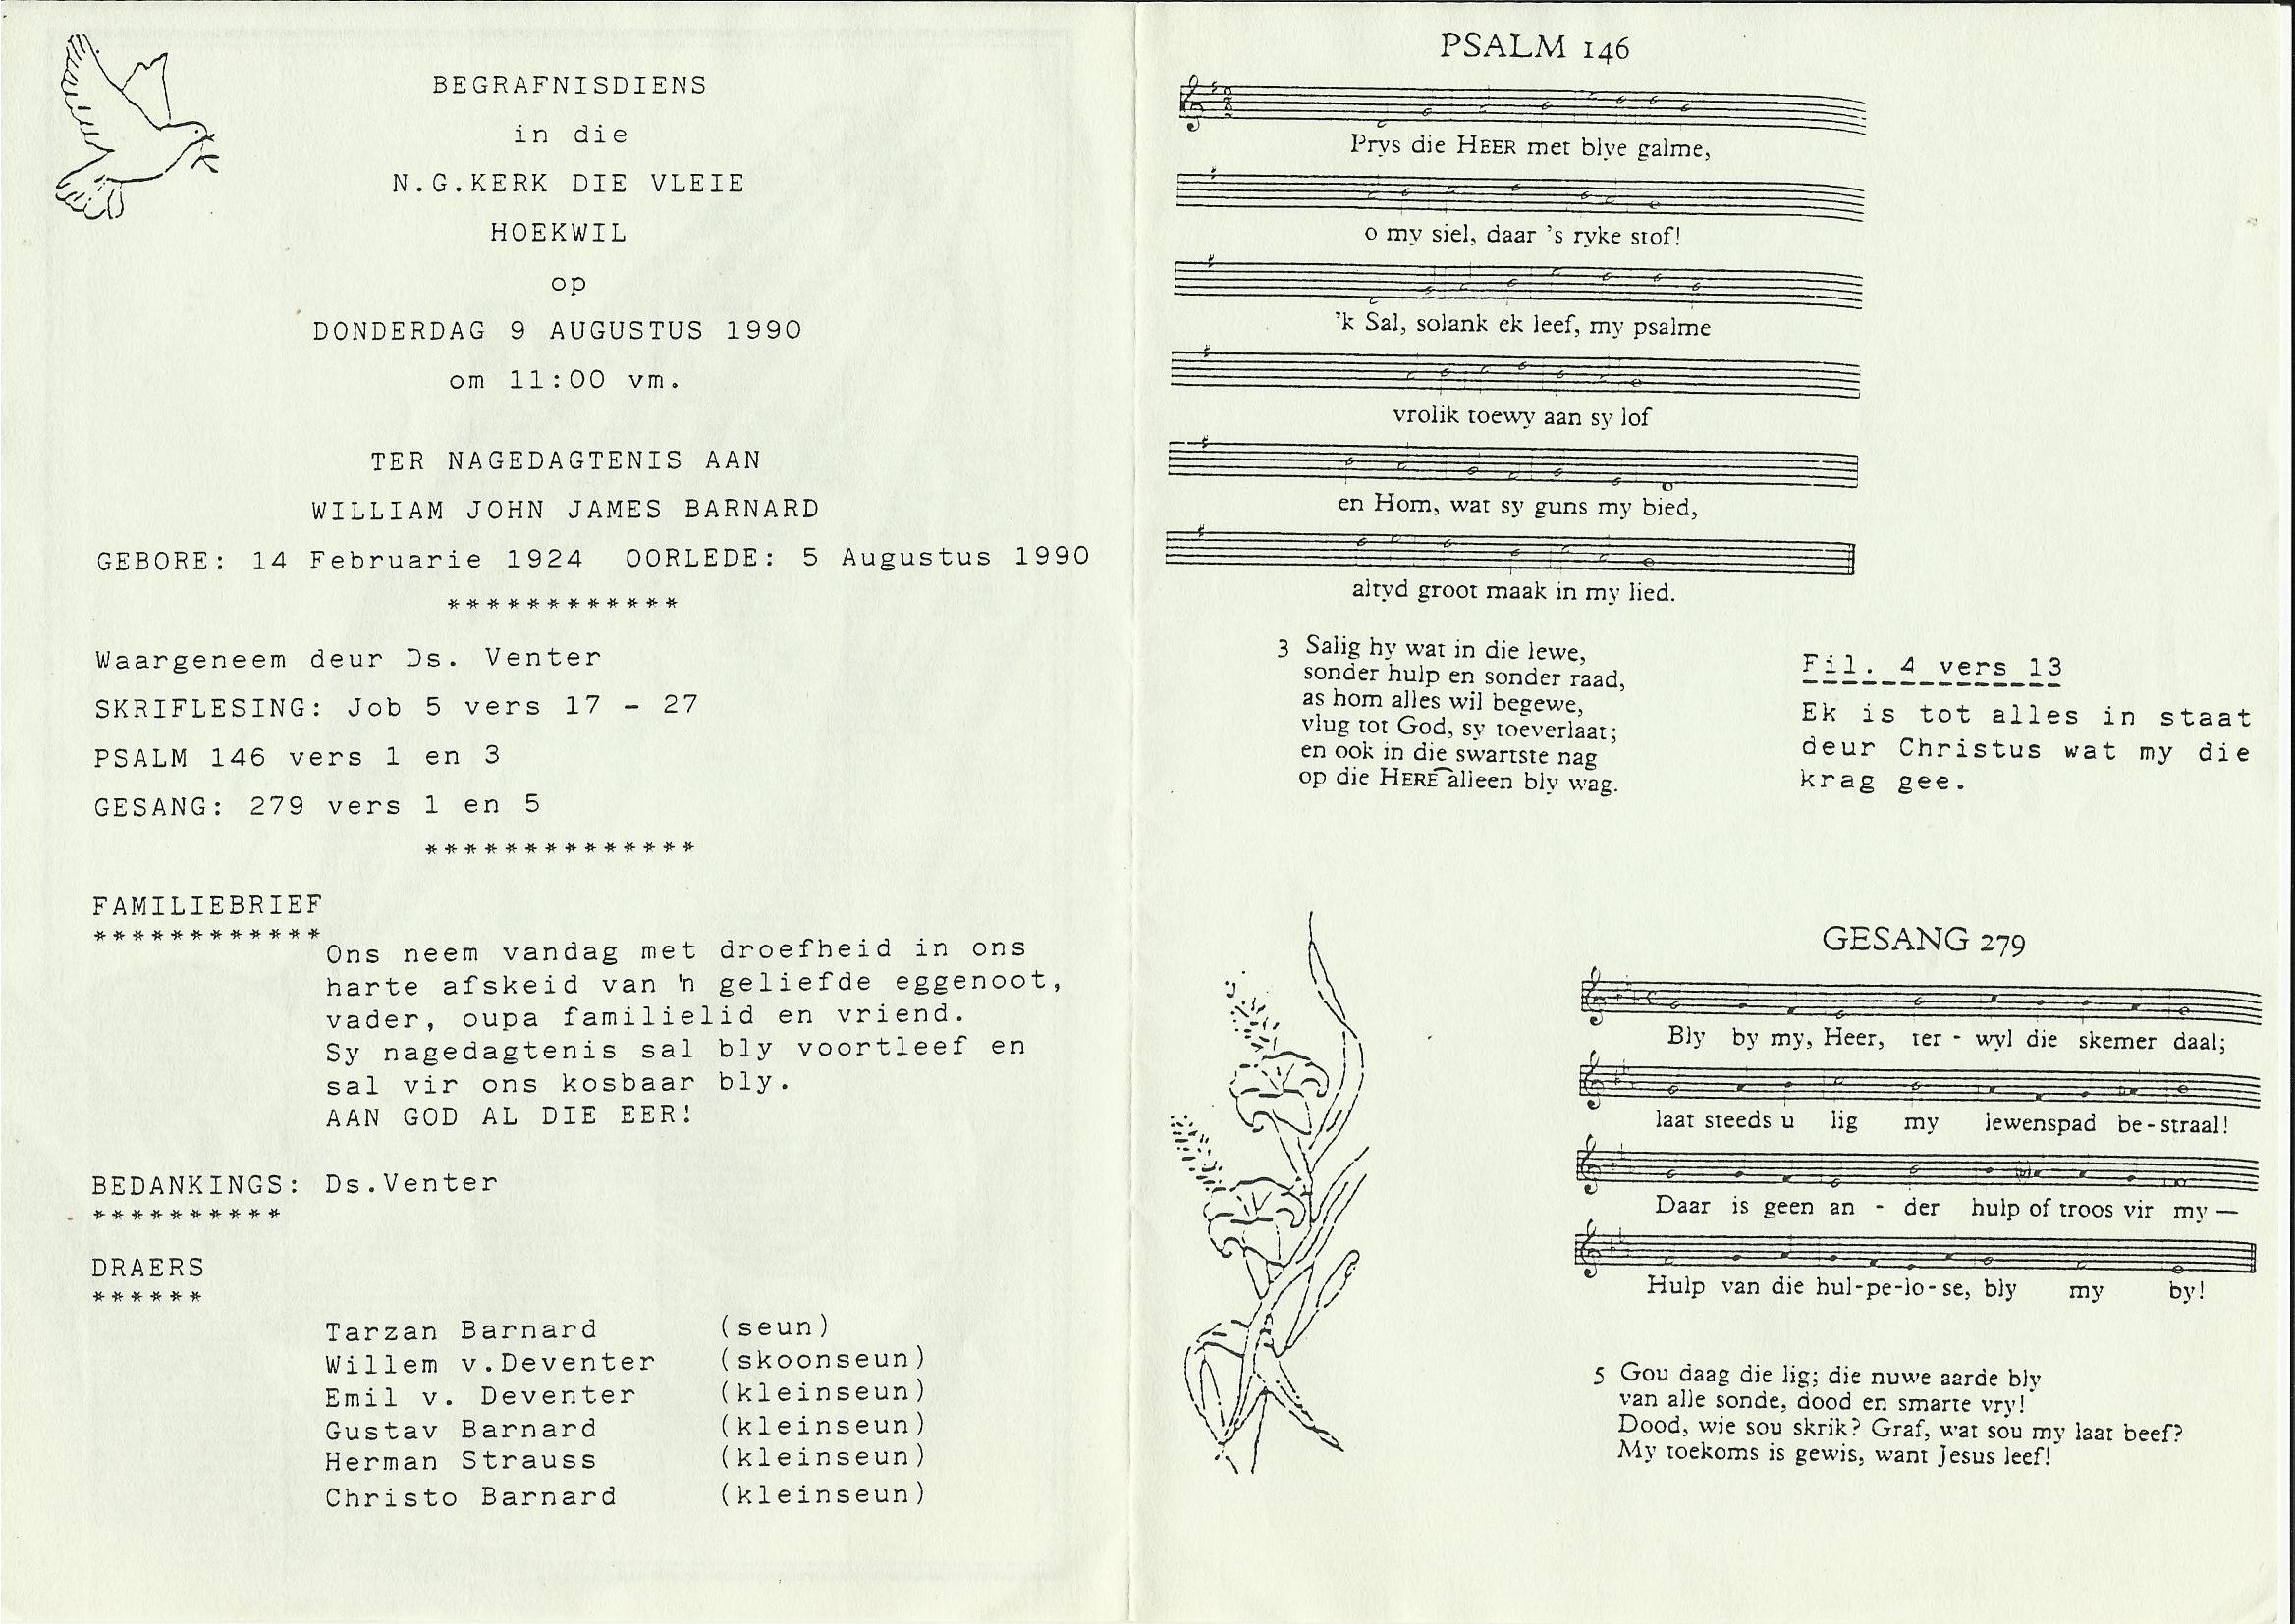 BEGRAFNISDIENS
in die
N.G.KERK DIE VLEIE
HOEKWIL
op
DONDERDAG 9 AUGUSTUS 1990
om 11:00 vm.
TER NAGEDAGTENIS AAN
WILLIAM JOHN JAMES BARNARD
GEBORE: 14 Februarie 1924 OORLEDE: 5 Augustus 1990
************
Waargeneem deur Ds. Venter
SKRIFLESING: Job 5 vers 17 - 27
PSALM 146 vers 1 en 3
GESANG: 279 vers 1 en 5
**************
FAMILIEBRIEF
************
Ons neem vandag met droefheid in ons
harte afskeid van 'n geliefde eggenoot,
vader, oupa familielid en vriend.
Sy nagedagtenis sal bly voortleef en
sal vir ons kosbaar bly.
AAN GOD AL DIE EER!
BEDANKINGS: Ds.Venter
**********
DRAERS
******
Tarzan Barnard (seun)
Willem v.Deventer (skoonseun)
Emil v. Deventer (kleinseun)
Gustav Barnard (kleinseun)
Herman Strauss (kleinseun)
Christo Barnard (kleinseun)
PSALM 146
Prys die HEER met blye galme,
o my siel, daar 's ryke stof!
'k Sal, solank ek leef, my psalme
vrolik toewy aan sy lof
en Hom, wat sy guns my bied,
altyd groot maak in my lied.
3 Salig hy wat in die lewe,
sonder hulp en sonder raad,
as hom alles wil begewe,
vlug tot God, sy toeverlaat;
en ook in die swartste nag
op die HERE alleen bly wag.
Fil. 4 vers 13
Ek is tot alles in staat
deur Christus wat my die
krag gee.
GESANG 279
Bly by my, Heer, ter - wyl die skemer daal;
laat steeds u lig my lewenspad be-straal!
Daar is geen an - der hulp of troos vir my —
Hulp van die hul-pe-lo-se, bly my by!
5 Gou daag die lig; die nuwe aarde bly
van alle sonde, dood en smarte vry!
Dood, wie sou skrik? Graf, wat sou my laat beef?
My toekoms is gewis, want Jesus leef!